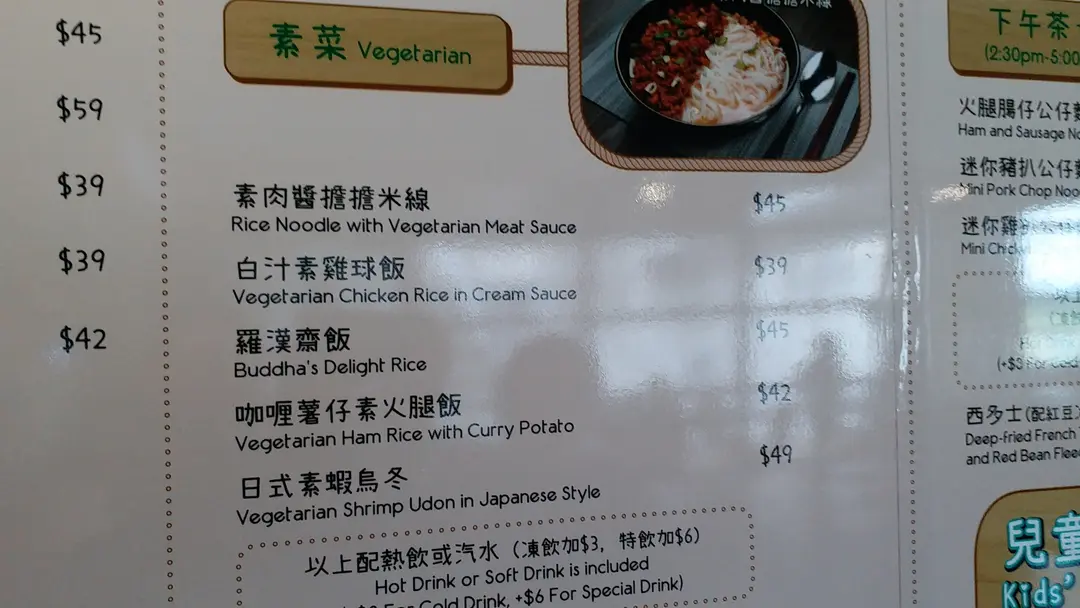 $45
$59
$39
$39
$42
素菜 Vegetarian
素肉醬擔擔米線 $45
Rice Noodle with Vegetarian Meat Sauce
白汁素雞球飯 $39
Vegetarian Chicken Rice in Cream Sauce
羅漢齋飯 $45
Buddha's Delight Rice
咖喱薯仔素火腿飯 $42
Vegetarian Ham Rice with Curry Potato
日式素蝦烏冬 $49
Vegetarian Shrimp Udon in Japanese Style
以上配熱飲或汽水 (凍飲加$3, 特飲加$6)
Hot Drink or Soft Drink is included
For Cold Drink, +$6 For Special Drink)
下午茶
(2:30pm-5:00
火腿腸仔公仔
Ham and Sausage
迷你豬扒公仔
Mini Pork Chop
迷你雞
Mini
(+$3 For Cold
西多士(配紅豆
Deep-fried French
and Red Bean
兒童
Kids'